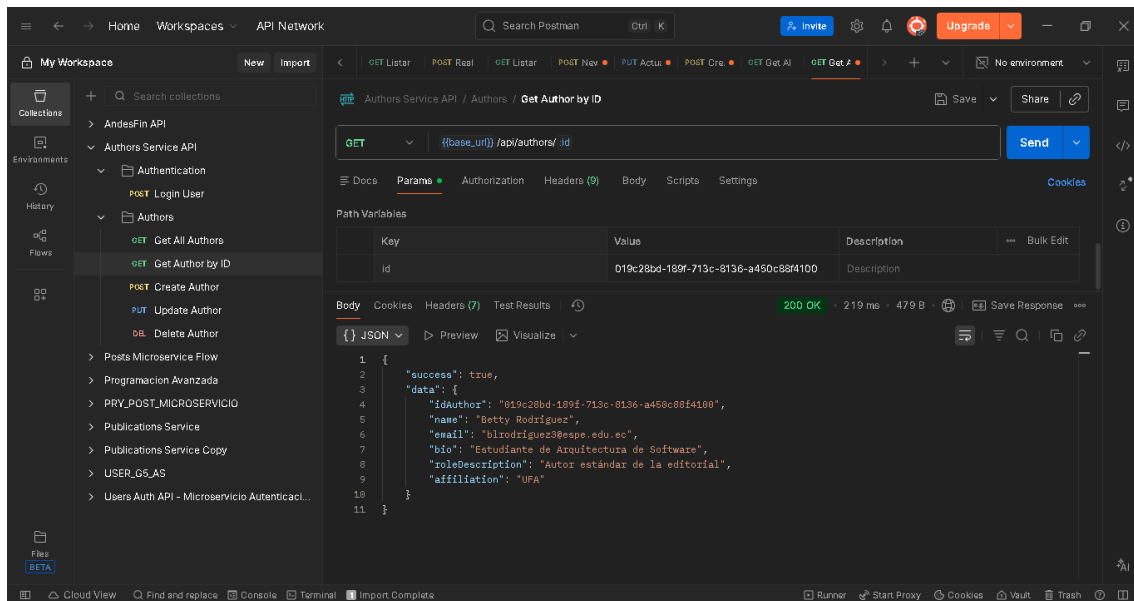 Home Workspaces API Network Search Postman Ctrl K Invite Upgrade
My Workspace New Import
GET Listar POST Real GET Listar POST Nev PUT Actu POST Cre. GET Get Al GET Get A No environment
Collections
Environments
History
Flows
Files
BETA
Search collections
AndesFin API
Authors Service API
Authentication
POST Login User
Authors
GET Get All Authors
GET Get Author by ID
POST Create Author
PUT Update Author
DEL Delete Author
Posts Microservice Flow
Programacion Avanzada
PRY_POST_MICROSERVICIO
Publications Service
Publications Service Copy
USER_G5_AS
Users Auth API - Microservicio Autenticaci...
HTTP Authors Service API / Authors / Get Author by ID Save Share
GET {{base_url}} /api/authors/ :id Send
Docs Params Authorization Headers (9) Body Scripts Settings Cookies
Path Variables
Key Value Description Bulk Edit
id 019c28bd-189f-713c-8136-a450c88f4100 Description
Body Cookies Headers (7) Test Results 200 OK 219 ms 479 B e.g. Save Response
{} JSON Preview Visualize
1 {
2 "success": true,
3 "data": {
4 "idAuthor": "019c28bd-189f-713c-8136-a450c88f4100",
5 "name": "Betty Rodriguez",
6 "email": "blrodriguez3@espe.edu.ec",
7 "bio": "Estudiante de Arquitectura de Software",
8 "roleDescription": "Autor estándar de la editorial",
9 "affiliation": "UFA"
10 }
11 }
AI
Cloud View Find and replace Console Terminal 1 Import Complete Runner Start Proxy Cookies Vault Trash